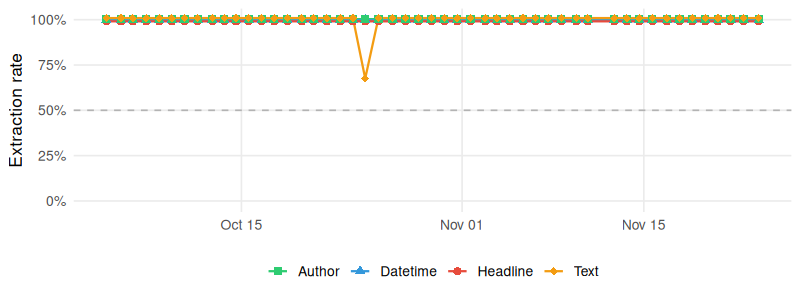 Extraction rate
100%
75%
50%
25%
0%
Oct 15 Nov 01 Nov 15
Author Datetime Headline Text